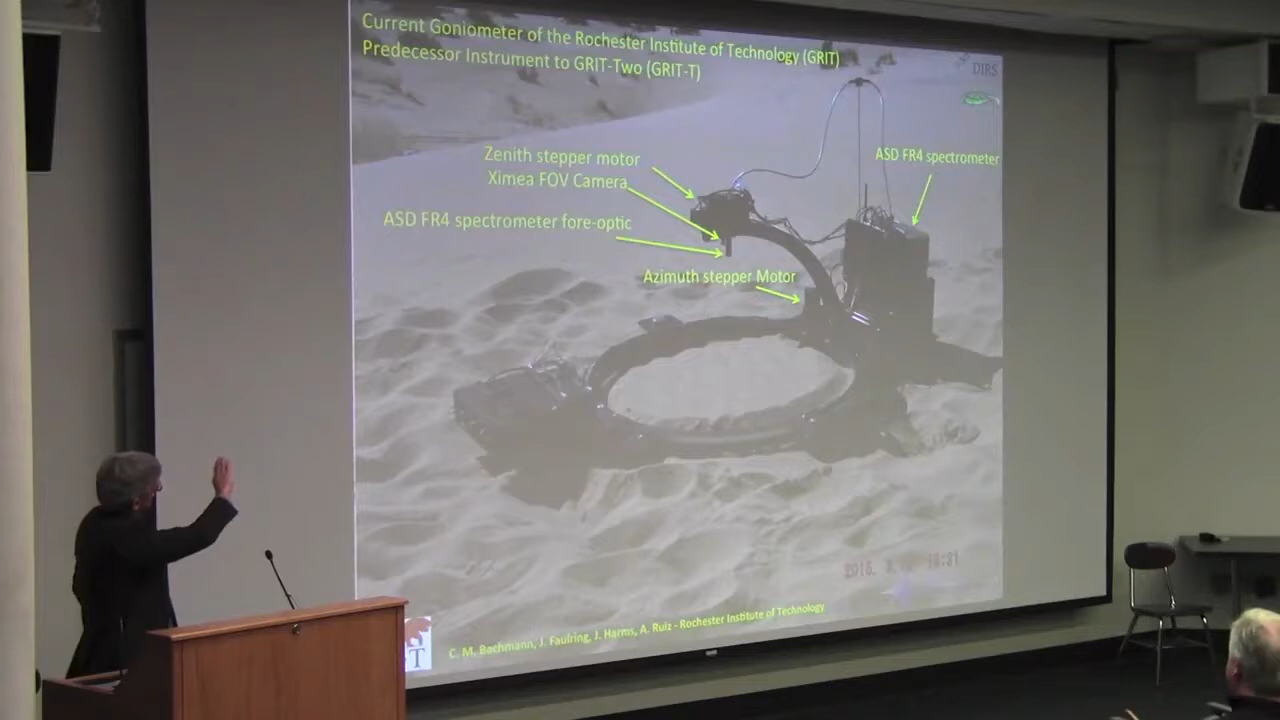 Current Goniometer of the Rochester Institute of Technology (GRIT)
Predecessor Instrument to GRIT-Two (GRIT-T)
DIRS
Zenith stepper motor
Ximea FOV Camera
ASD FR4 spectrometer
ASD FR4 spectrometer fore-optic
Azimuth stepper Motor
C. M. Bachmann, J. Faulring, J. Harms, A. Ruiz - Rochester Institute of Technology